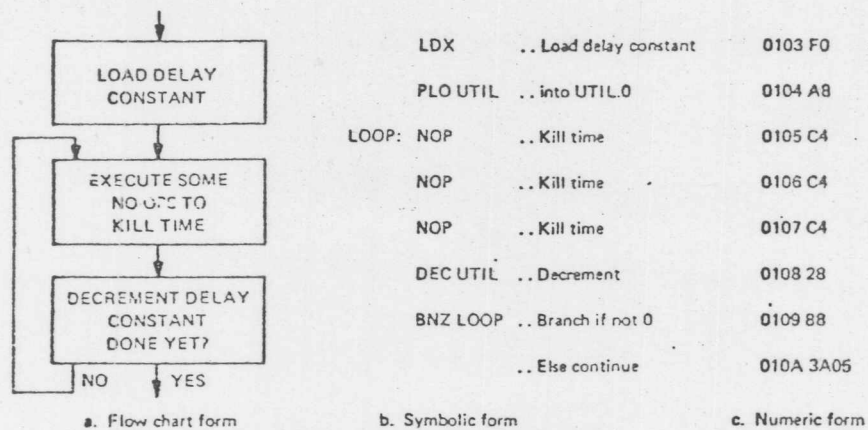 LOAD DELAY
CONSTANT
EXECUTE SOME
NO OPS TO
KILL TIME
DECREMENT DELAY
CONSTANT
DONE YET?
NO YES
a. Flow chart form
LDX .. Load delay constant
PLO UTIL .. into UTIL.0
LOOP: NOP .. Kill time
NOP .. Kill time
NOP .. Kill time
DEC UTIL .. Decrement
BNZ LOOP .. Branch if not 0
.. Else continue
b. Symbolic form
0103 F0
0104 A8
0105 C4
0106 C4
0107 C4
0108 28
0109 88
010A 3A05
c. Numeric form